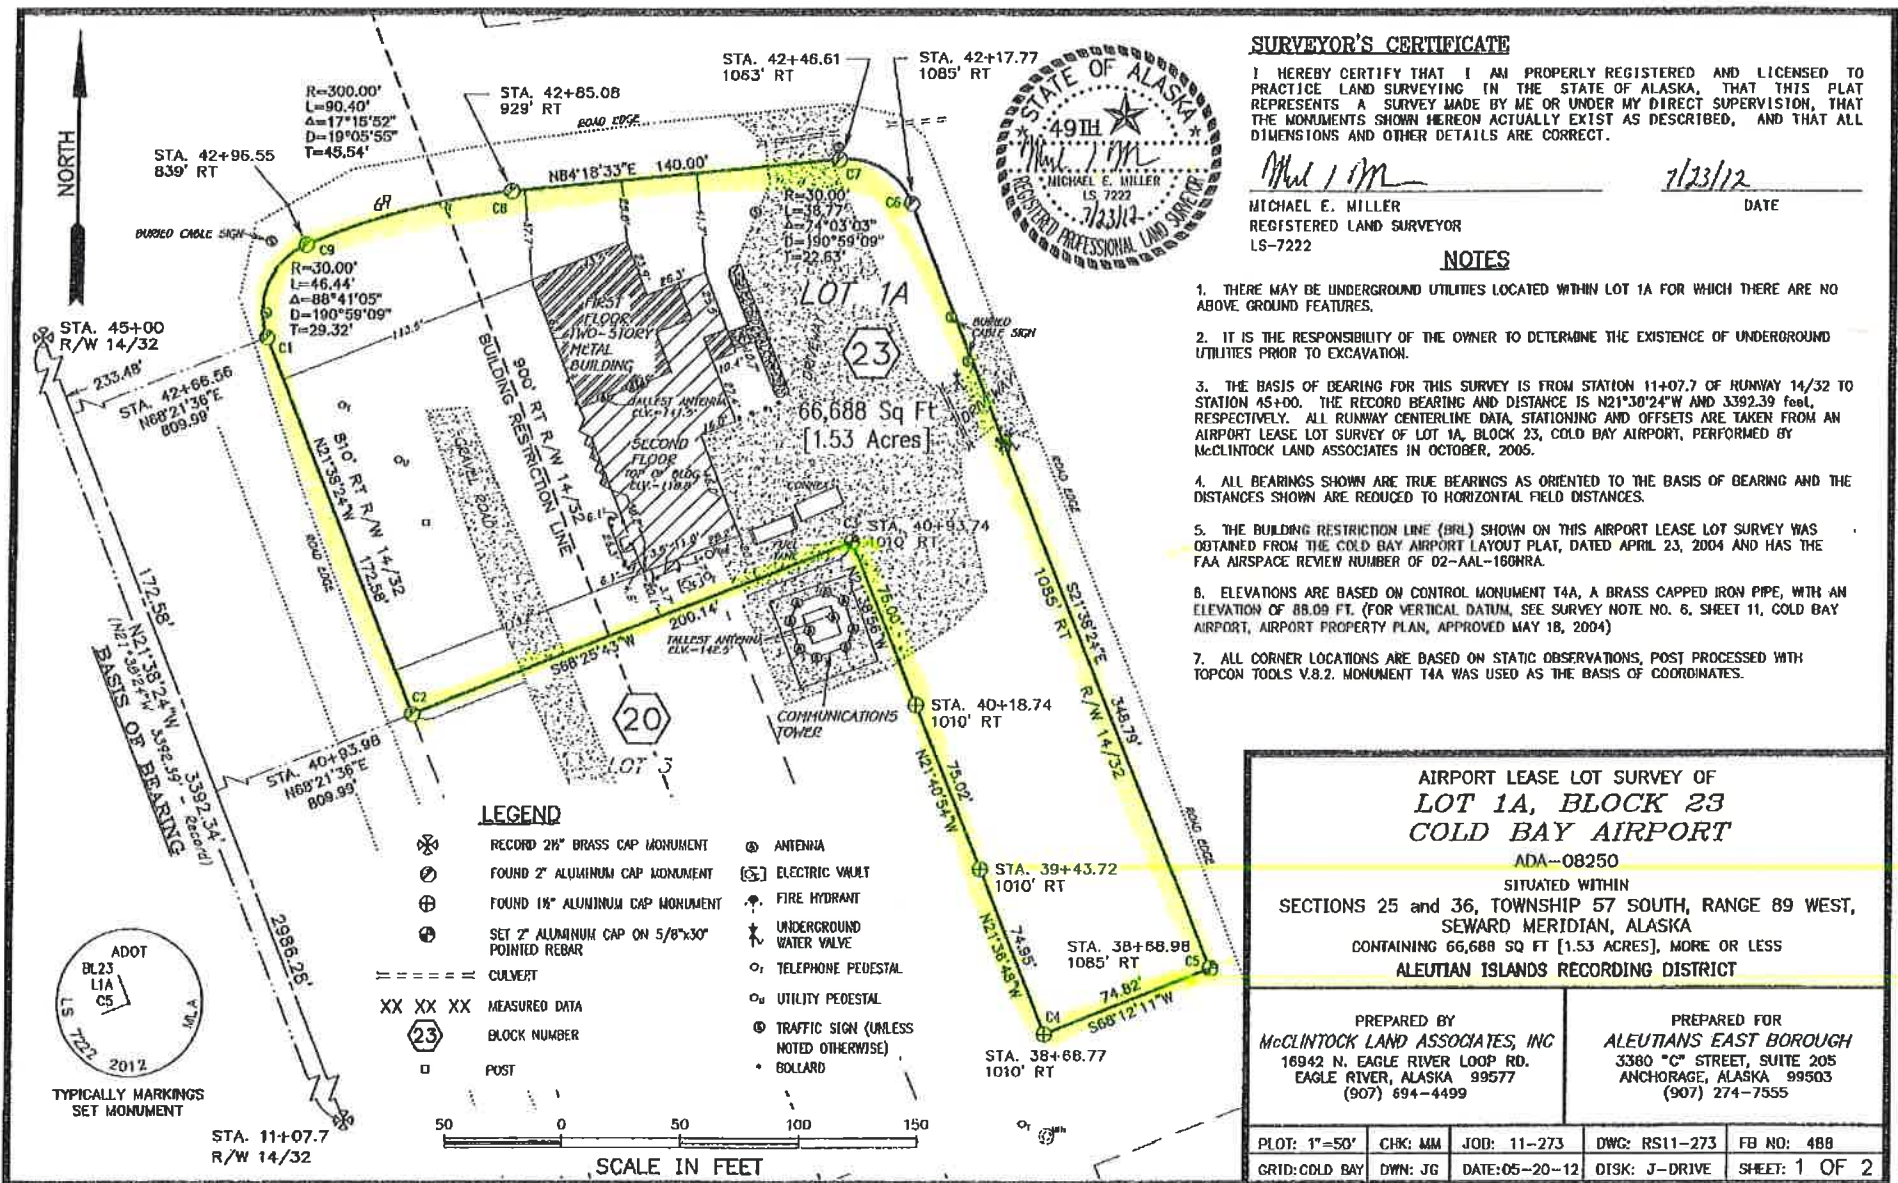 STA. 42+46.61
1063' RT
STA. 42+17.77
1085' RT
STA. 42+85.08
929' RT
R=300.00'
L=90.40'
Δ=17°15'52"
D=19°05'55"
T=45.54'
ROAD EDGE
STA. 42+96.55
839' RT
NORTH
N84°18'33"E 140.00'
C7
C8
C6
C9
BURIED CABLE SIGN
R=30.00'
L=38.77'
Δ=74°03'03"
D=190°59'09"
T=22.63'
R=30.00'
L=46.44'
Δ=88°41'05"
D=190°59'09"
T=29.32'
STA. 45+00
R/W 14/32
C1
LOT 1A
23
BURIED
CABLE SIGN
FIRST
FLOOR
TWO-STORY
METAL
BUILDING
900' RT R/W 14/32
BUILDING RESTRICTION LINE
233.48'
STA. 42+66.56
N68°21'36"E
809.99'
DRIVEWAY
66,688 Sq Ft
[1.53 Acres]
SECOND
FLOOR
TOP OF BLDG
GRAVEL ROAD
810' RT R/W 14/32
N21°38'24"W 172.58'
ROAD EDGE
FUEL
TANK
C3
STA. 40+93.74
1010' RT
ROAD EDGE
S21°38'24"E 348.79'
1085' RT R/W 14/32
75.00'
200.14'
S68°25'43"W
TALLEST ANTENNA
ELV.=142.5'
C2
20
LOT 3
COMMUNICATIONS
TOWER
STA. 40+18.74
1010' RT
75.02'
N21°40'54"W
172.58'
N21°38'24"W 3392.34'
(N21°38'24"W 3392.39' - Record)
BASIS OF BEARING
STA. 40+93.98
N68°21'36"E
809.99'
2986.28'
STA. 39+43.72
1010' RT
74.95'
N21°36'48"W
ROAD EDGE
STA. 38+68.98
1085' RT
C5
74.82'
S68°12'11"W
C4
STA. 38+68.77
1010' RT
LEGEND
RECORD 2½" BRASS CAP MONUMENT
FOUND 2" ALUMINUM CAP MONUMENT
FOUND 1½" ALUMINUM CAP MONUMENT
SET 2" ALUMINUM CAP ON 5/8"x30"
POINTED REBAR
CULVERT
XX XX XX MEASURED DATA
23 BLOCK NUMBER
POST
ANTENNA
ELECTRIC VAULT
FIRE HYDRANT
UNDERGROUND
WATER VALVE
TELEPHONE PEDESTAL
UTILITY PEDESTAL
TRAFFIC SIGN (UNLESS
NOTED OTHERWISE)
BOLLARD
ADOT
BL23
L1A
C5
LS 7222 2012 MLA
TYPICALLY MARKINGS
SET MONUMENT
STA. 11+07.7
R/W 14/32
50 0 50 100 150
SCALE IN FEET
STATE OF ALASKA
49TH
MICHAEL E. MILLER
LS 7222
7/23/12
REGISTERED PROFESSIONAL LAND SURVEYOR
SURVEYOR'S CERTIFICATE
I HEREBY CERTIFY THAT I AM PROPERLY REGISTERED AND LICENSED TO
PRACTICE LAND SURVEYING IN THE STATE OF ALASKA, THAT THIS PLAT
REPRESENTS A SURVEY MADE BY ME OR UNDER MY DIRECT SUPERVISION, THAT
THE MONUMENTS SHOWN HEREON ACTUALLY EXIST AS DESCRIBED, AND THAT ALL
DIMENSIONS AND OTHER DETAILS ARE CORRECT.
7/23/12
MICHAEL E. MILLER
DATE
REGISTERED LAND SURVEYOR
LS-7222
NOTES
1. THERE MAY BE UNDERGROUND UTILITIES LOCATED WITHIN LOT 1A FOR WHICH THERE ARE NO
ABOVE GROUND FEATURES.
2. IT IS THE RESPONSIBILITY OF THE OWNER TO DETERMINE THE EXISTENCE OF UNDERGROUND
UTILITIES PRIOR TO EXCAVATION.
3. THE BASIS OF BEARING FOR THIS SURVEY IS FROM STATION 11+07.7 OF RUNWAY 14/32 TO
STATION 45+00. THE RECORD BEARING AND DISTANCE IS N21°38'24"W AND 3392.39 feet,
RESPECTIVELY. ALL RUNWAY CENTERLINE DATA, STATIONING AND OFFSETS ARE TAKEN FROM AN
AIRPORT LEASE LOT SURVEY OF LOT 1A, BLOCK 23, COLD BAY AIRPORT, PERFORMED BY
McCLINTOCK LAND ASSOCIATES IN OCTOBER, 2005.
4. ALL BEARINGS SHOWN ARE TRUE BEARINGS AS ORIENTED TO THE BASIS OF BEARING AND THE
DISTANCES SHOWN ARE REDUCED TO HORIZONTAL FIELD DISTANCES.
5. THE BUILDING RESTRICTION LINE (BRL) SHOWN ON THIS AIRPORT LEASE LOT SURVEY WAS
OBTAINED FROM THE COLD BAY AIRPORT LAYOUT PLAT, DATED APRIL 23, 2004 AND HAS THE
FAA AIRSPACE REVIEW NUMBER OF 02-AAL-160NRA.
6. ELEVATIONS ARE BASED ON CONTROL MONUMENT T4A, A BRASS CAPPED IRON PIPE, WITH AN
ELEVATION OF 88.09 FT. (FOR VERTICAL DATUM, SEE SURVEY NOTE NO. 6, SHEET 11, COLD BAY
AIRPORT, AIRPORT PROPERTY PLAN, APPROVED MAY 18, 2004)
7. ALL CORNER LOCATIONS ARE BASED ON STATIC OBSERVATIONS, POST PROCESSED WITH
TOPCON TOOLS V.8.2. MONUMENT T4A WAS USED AS THE BASIS OF COORDINATES.
AIRPORT LEASE LOT SURVEY OF
LOT 1A, BLOCK 23
COLD BAY AIRPORT
ADA-08250
SITUATED WITHIN
SECTIONS 25 and 36, TOWNSHIP 57 SOUTH, RANGE 89 WEST,
SEWARD MERIDIAN, ALASKA
CONTAINING 66,688 SQ FT [1.53 ACRES], MORE OR LESS
ALEUTIAN ISLANDS RECORDING DISTRICT
PREPARED BY
McCLINTOCK LAND ASSOCIATES, INC
16942 N. EAGLE RIVER LOOP RD.
EAGLE RIVER, ALASKA 99577
(907) 694-4499
PREPARED FOR
ALEUTIANS EAST BOROUGH
3380 "C" STREET, SUITE 205
ANCHORAGE, ALASKA 99503
(907) 274-7555
PLOT: 1"=50' CHK: MM JOB: 11-273 DWG: RS11-273 FB NO: 488
GRID: COLD BAY DWN: JG DATE: 05-20-12 DISK: J-DRIVE SHEET: 1 OF 2